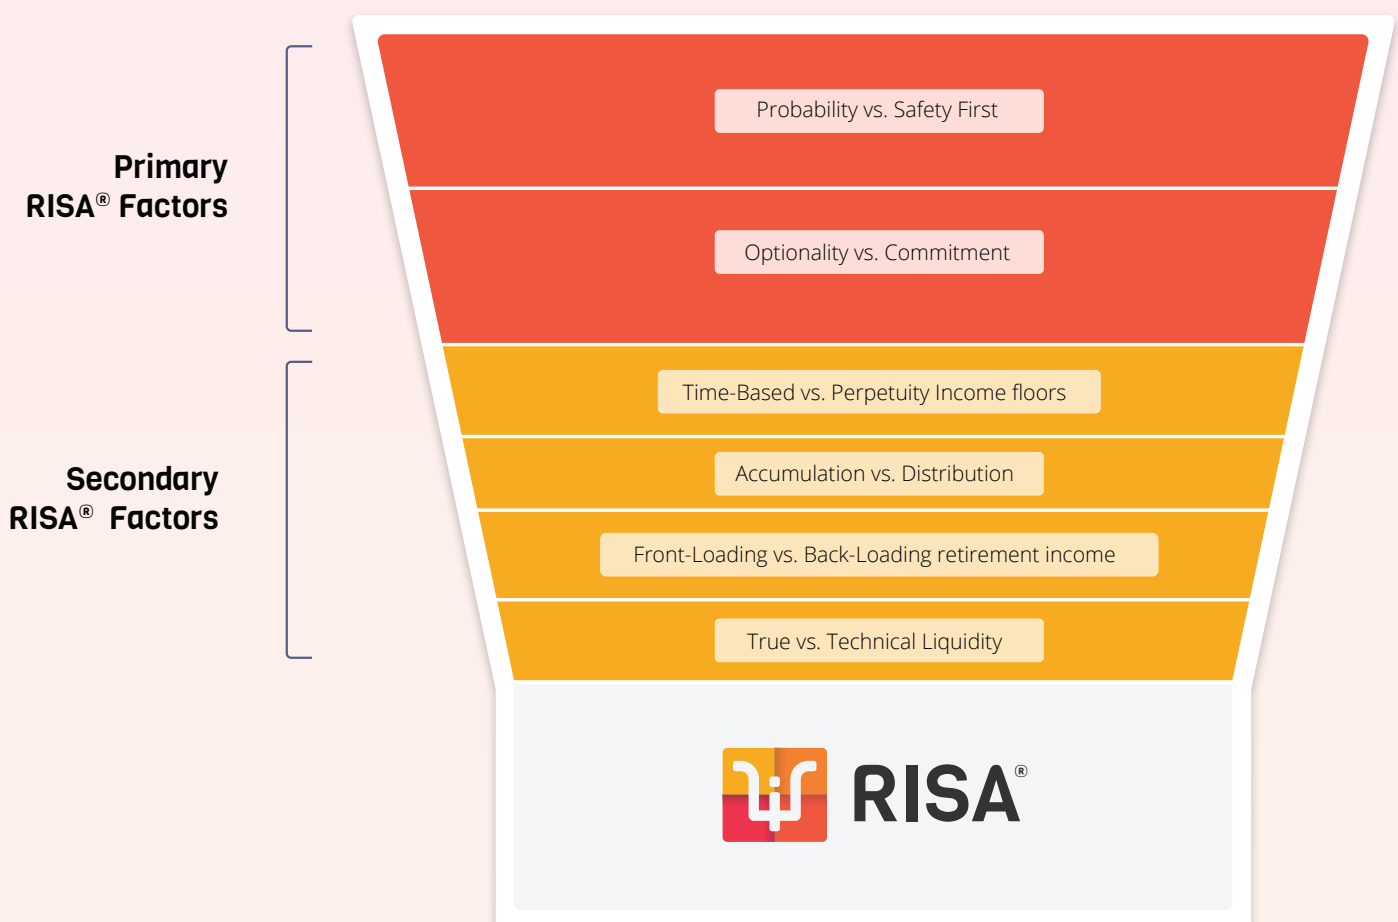 Primary
RISA® Factors
Probability vs. Safety First
Optionality vs. Commitment
Secondary
RISA® Factors
Time-Based vs. Perpetuity Income floors
Accumulation vs. Distribution
Front-Loading vs. Back-Loading retirement income
True vs. Technical Liquidity
RISA®